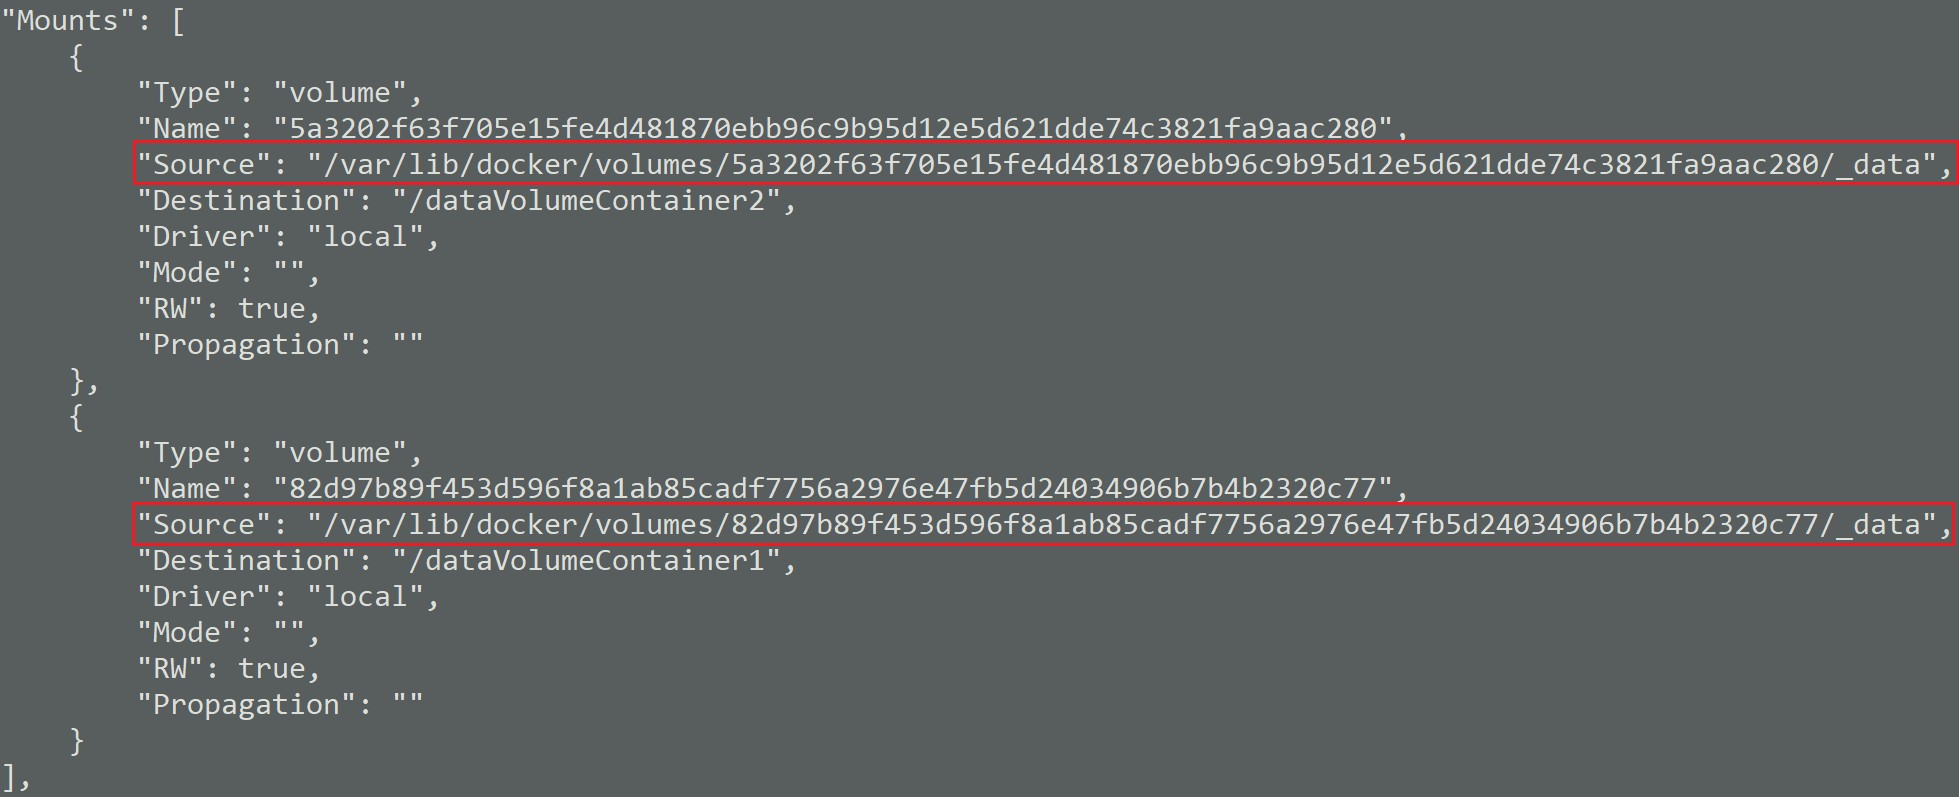 "Mounts": [
    {
        "Type": "volume",
        "Name": "5a3202f63f705e15fe4d481870ebb96c9b95d12e5d621dde74c3821fa9aac280",
        "Source": "/var/lib/docker/volumes/5a3202f63f705e15fe4d481870ebb96c9b95d12e5d621dde74c3821fa9aac280/_data",
        "Destination": "/dataVolumeContainer2",
        "Driver": "local",
        "Mode": "",
        "RW": true,
        "Propagation": ""
    },
    {
        "Type": "volume",
        "Name": "82d97b89f453d596f8a1ab85cadf7756a2976e47fb5d24034906b7b4b2320c77",
        "Source": "/var/lib/docker/volumes/82d97b89f453d596f8a1ab85cadf7756a2976e47fb5d24034906b7b4b2320c77/_data",
        "Destination": "/dataVolumeContainer1",
        "Driver": "local",
        "Mode": "",
        "RW": true,
        "Propagation": ""
    }
],